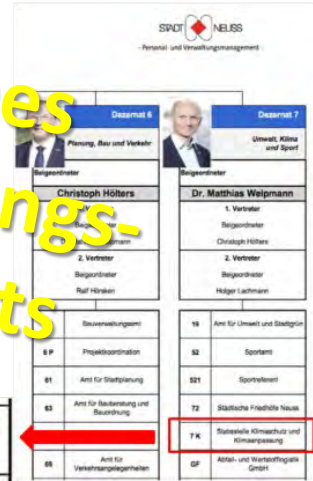 STADT NEUSS
- Personal- und Verwaltungsmanagement -
es
ngs-
ts
Dezernat 6
Planung, Bau und Verkehr
Beigeordneter
Christoph Hölters
Beigeordneter
2. Vertreter
Beigeordneter
Ralf Hörsken
Bauverwaltungsamt
6 P Projektkoordination
61 Amt für Stadtplanung
63 Amt für Bauberatung und Bauordnung
66 Amt für Verkehrsangelegenheiten
Dezernat 7
Umwelt, Klima
und Sport
Beigeordneter
Dr. Matthias Welpmann
1. Vertreter
Beigeordneter
Christoph Hölters
2. Vertreter
Beigeordneter
Holger Lachmann
19 Amt für Umwelt und Stadtgrün
52 Sportamt
521 Sportreferent
72 Städtische Friedhöfe Neuss
7 K Stabsstelle Klimaschutz und
Klimaanpassung
GF Abfall- und Wertstofflogistik
GmbH